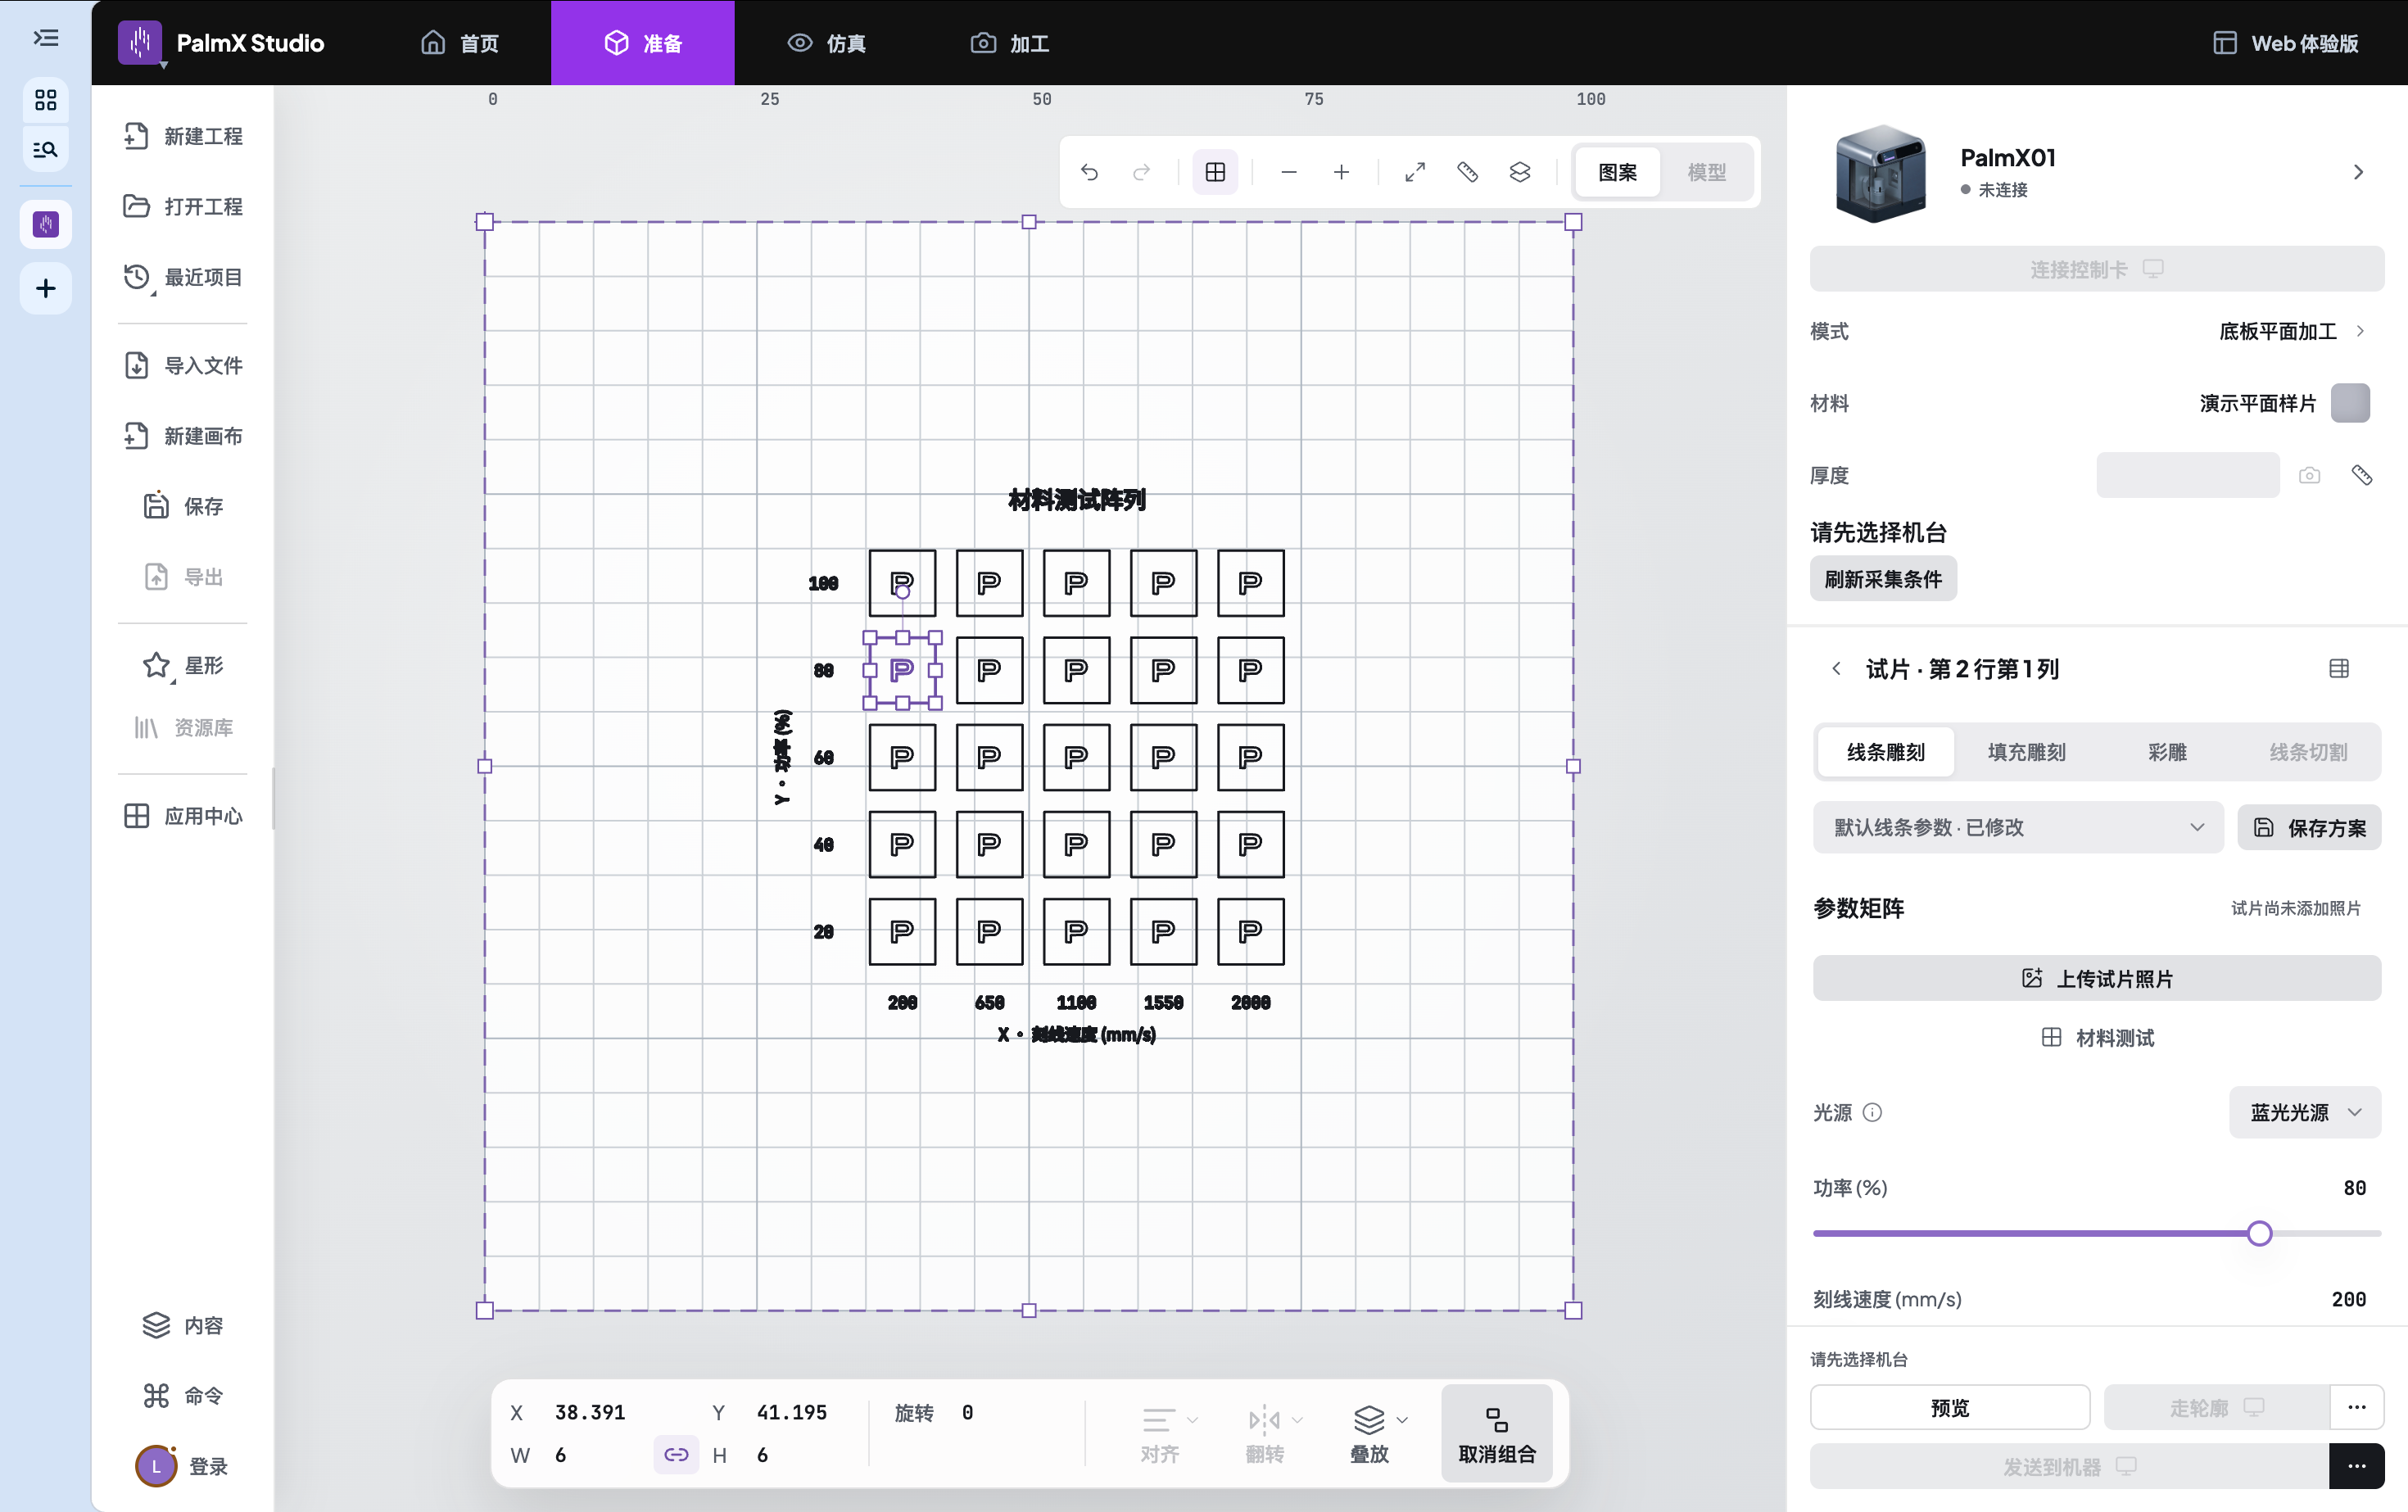 PalmX Studio
首页
准备
仿真
加工
Web 体验版
新建工程
打开工程
最近项目
导入文件
新建画布
保存
导出
星形
资源库
应用中心
内容
命令
L
登录
0 25 50 75 100
图案
模型
材料测试阵列
100 P P P P P
80 P P P P P
60 P P P P P
40 P P P P P
20 P P P P P
Y · 功率 (%)
200 650 1100 1550 2000
X · 刻线速度 (mm/s)
X 38.391
Y 41.195
旋转 0
W 6
H 6
对齐
翻转
叠放
取消组合
PalmX01
未连接
连接控制卡
模式
底板平面加工
材料
演示平面样片
厚度
请先选择机台
刷新采集条件
试片 · 第 2 行第 1 列
线条雕刻
填充雕刻
彩雕
线条切割
默认线条参数 · 已修改
保存方案
参数矩阵
试片尚未添加照片
上传试片照片
材料测试
光源
蓝光光源
功率 (%)
80
刻线速度 (mm/s)
200
请先选择机台
预览
走轮廓
发送到机器